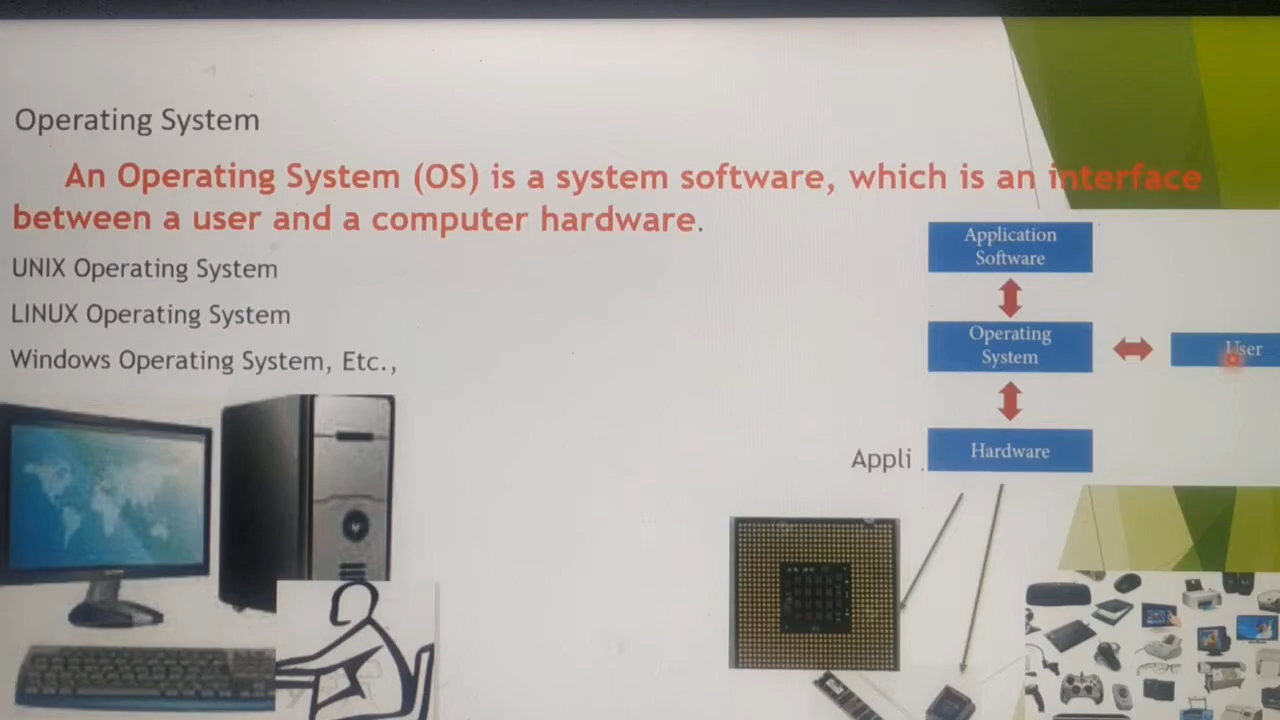 Operating System
An Operating System (OS) is a system software, which is an interface
between a user and a computer hardware.
UNIX Operating System
LINUX Operating System
Windows Operating System, Etc.,
Application
Software
Operating
System
User
Hardware
Appli .